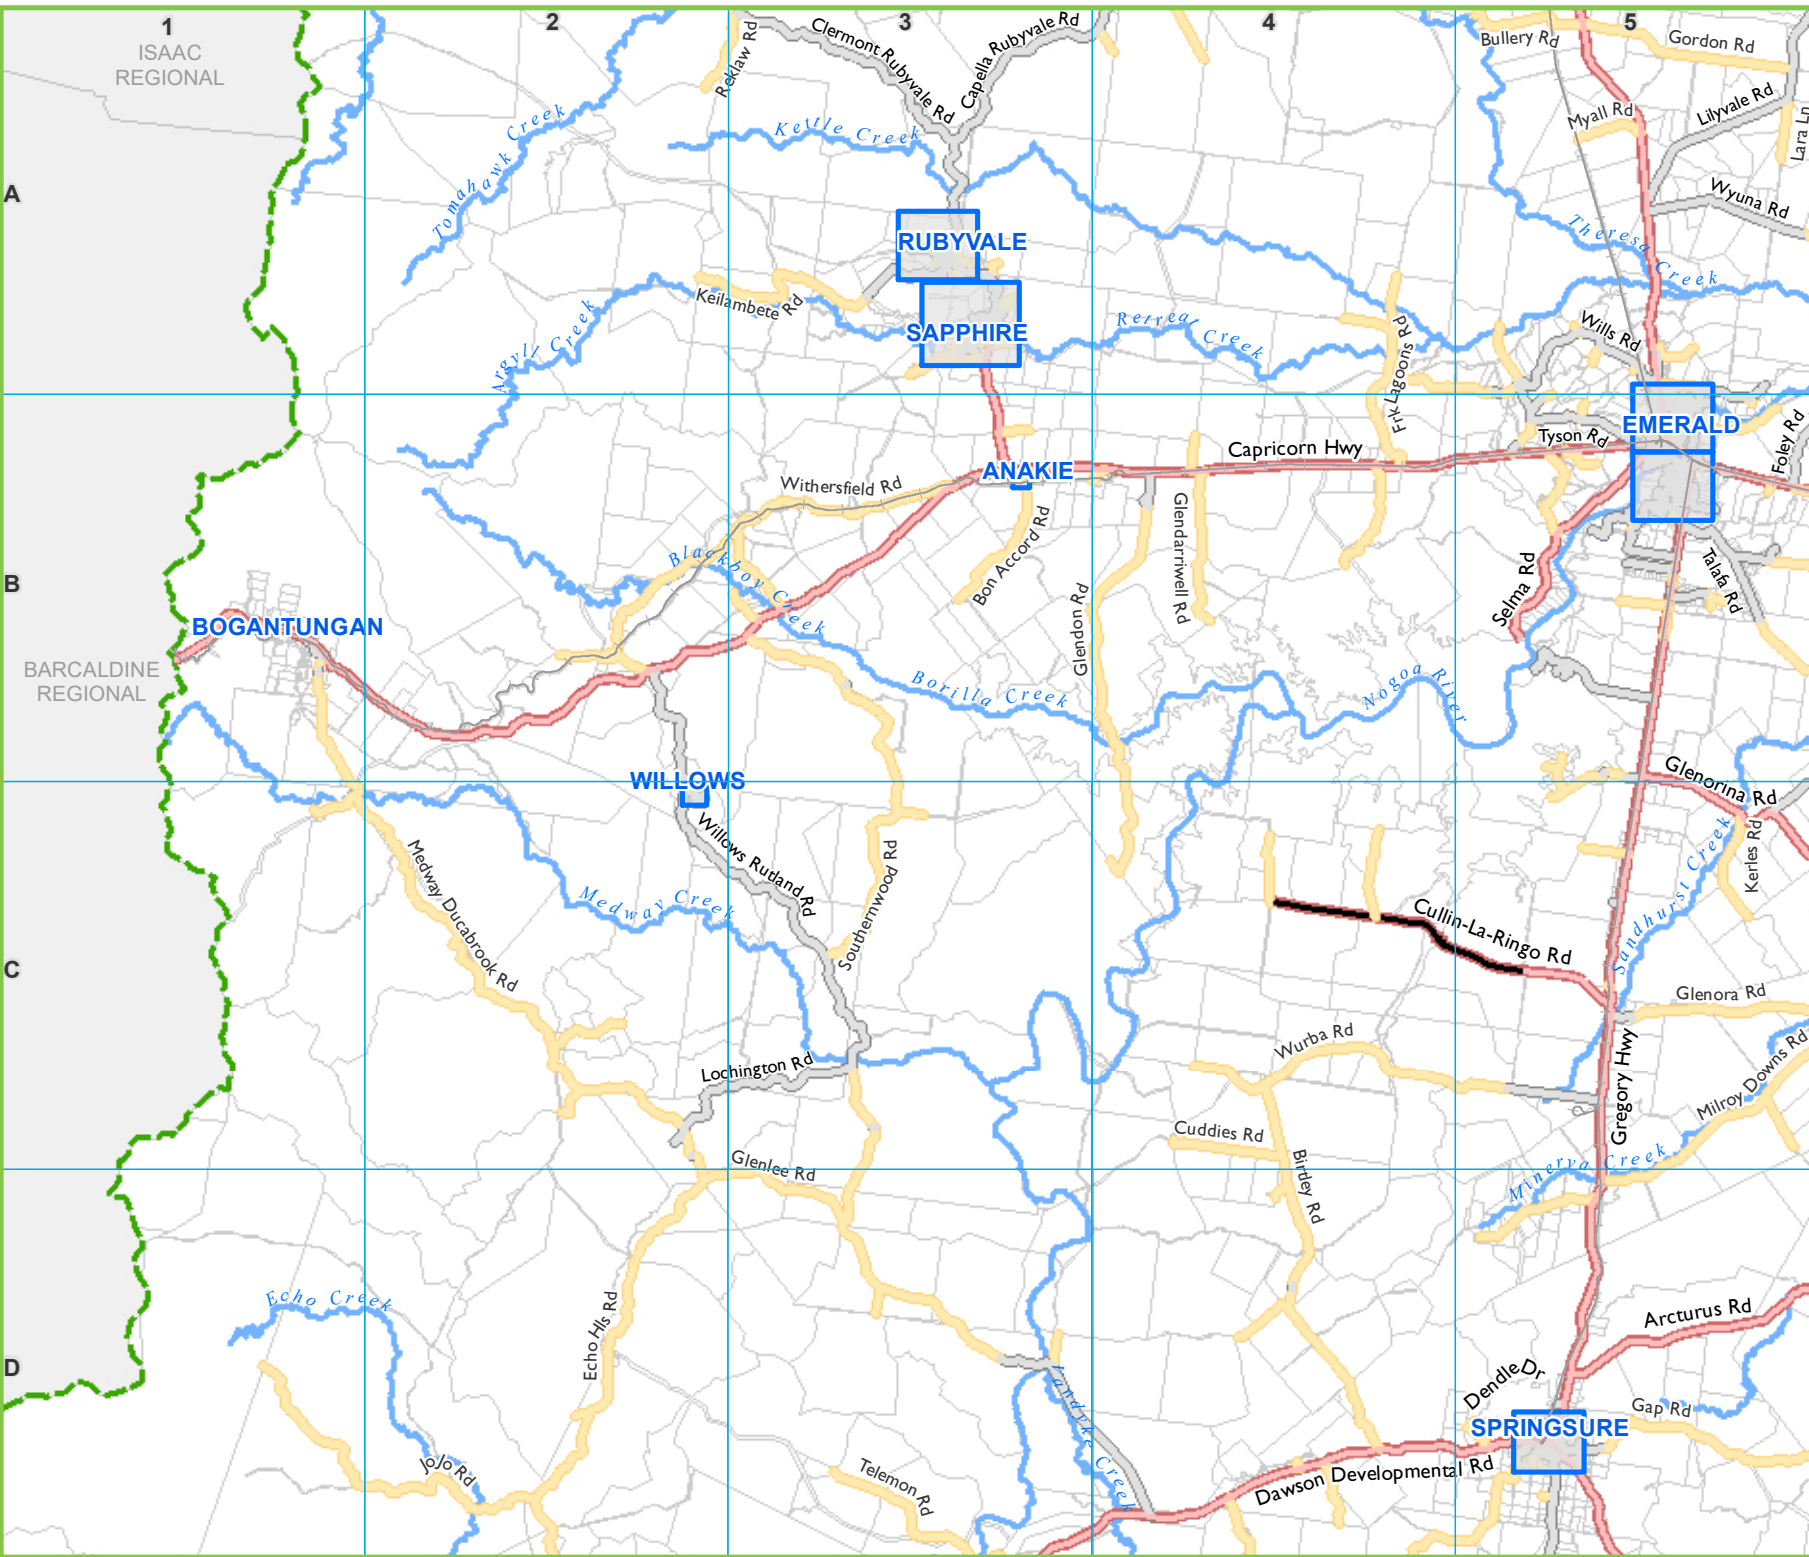 1
2
3
4
5
ISAAC
REGIONAL
Reklaw Rd
Clermont Rubyvale Rd
Capella Rubyvale Rd
Bullery Rd
Gordon Rd
Lilyvale Rd
Myall Rd
Lara Ln
Tomahawk Creek
Kettle Creek
A
Wyuna Rd
Theresa Creek
RUBYVALE
Keilambete Rd
SAPPHIRE
Retreat Creek
Argyll Creek
Frk Lagoons Rd
Wills Rd
EMERALD
Tyson Rd
Foley Rd
Capricorn Hwy
ANAKIE
Withersfield Rd
Glendarriwell Rd
Bon Accord Rd
Blackboy Creek
B
Selma Rd
Talafa Rd
Glendon Rd
BOGANTUNGAN
BARCALDINE
REGIONAL
Borilla Creek
Nogoa River
WILLOWS
Glenorina Rd
Willows Rutland Rd
Medway Ducabrook Rd
Southernwood Rd
Kerles Rd
Sandhurst Creek
Medway Creek
Cullin-La-Ringo Rd
C
Glenora Rd
Wurba Rd
Lochington Rd
Gregory Hwy
Milroy Downs Rd
Cuddies Rd
Glenlee Rd
Birtley Rd
Minerva Creek
Echo Creek
Echo Hls Rd
Arcturus Rd
D
Dendle Dr
Vandyke Creek
Gap Rd
SPRINGSURE
JoJo Rd
Telemon Rd
Dawson Developmental Rd